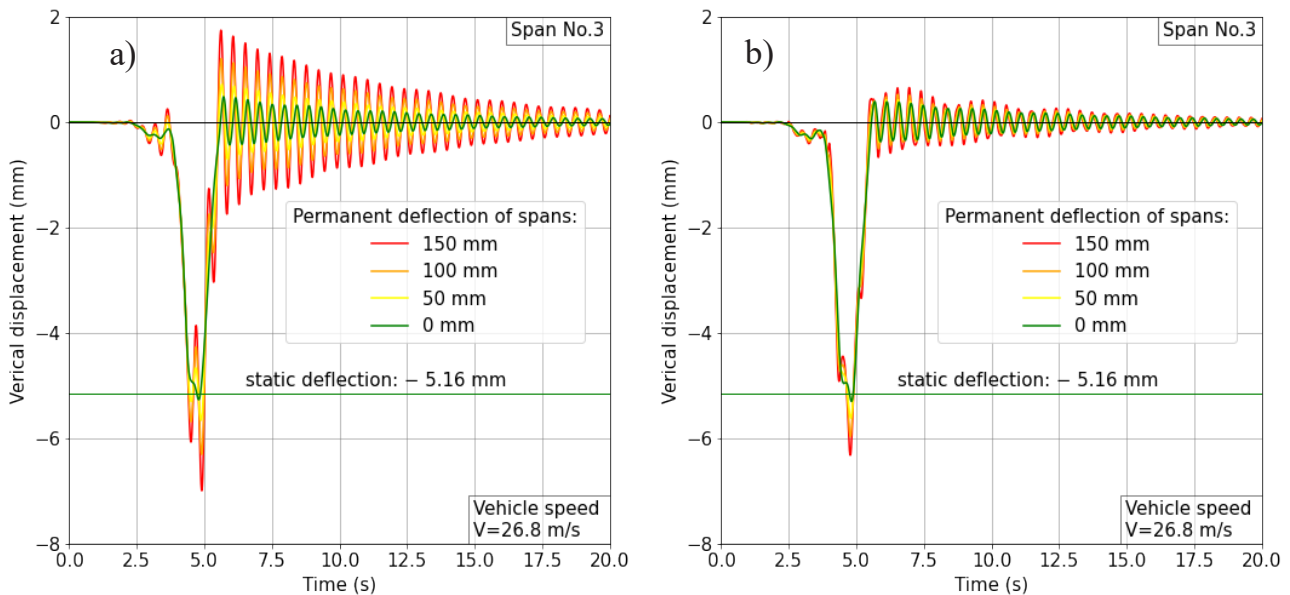 a)
Span No.3
2
0
−2
−4
−6
−8
Verical displacement (mm)
Permanent deflection of spans:
150 mm
100 mm
50 mm
0 mm
static deflection: − 5.16 mm
Vehicle speed
V=26.8 m/s
0.0 2.5 5.0 7.5 10.0 12.5 15.0 17.5 20.0
Time (s)
b)
Span No.3
2
0
−2
−4
−6
−8
Verical displacement (mm)
Permanent deflection of spans:
150 mm
100 mm
50 mm
0 mm
static deflection: − 5.16 mm
Vehicle speed
V=26.8 m/s
0.0 2.5 5.0 7.5 10.0 12.5 15.0 17.5 20.0
Time (s)